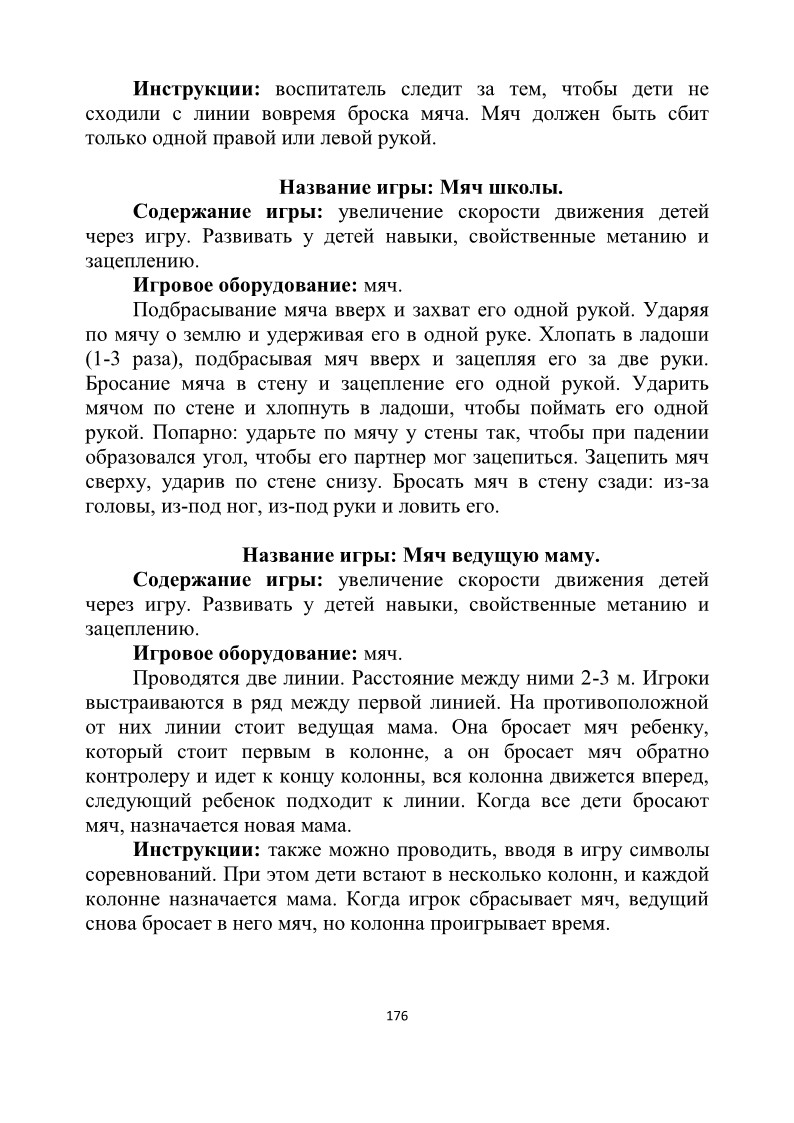 Инструкции: воспитатель следит за тем, чтобы дети не
сходили с линии вовремя броска мяча. Мяч должен быть сбит
только одной правой или левой рукой.
Название игры: Мяч школы.
Содержание игры: увеличение скорости движения детей
через игру. Развивать у детей навыки, свойственные метанию и
зацеплению.
Игровое оборудование: мяч.
Подбрасывание мяча вверх и захват его одной рукой. Ударяя
по мячу о землю и удерживая его в одной руке. Хлопать в ладоши
(1-3 раза), подбрасывая мяч вверх и зацепляя его за две руки.
Бросание мяча в стену и зацепление его одной рукой. Ударить
мячом по стене и хлопнуть в ладоши, чтобы поймать его одной
рукой. Попарно: ударьте по мячу у стены так, чтобы при падении
образовался угол, чтобы его партнер мог зацепиться. Зацепить мяч
сверху, ударив по стене снизу. Бросать мяч в стену сзади: из-за
головы, из-под ног, из-под руки и ловить его.
Название игры: Мяч ведущую маму.
Содержание игры: увеличение скорости движения детей
через игру. Развивать у детей навыки, свойственные метанию и
зацеплению.
Игровое оборудование: мяч.
Проводятся две линии. Расстояние между ними 2-3 м. Игроки
выстраиваются в ряд между первой линией. На противоположной
от них линии стоит ведущая мама. Она бросает мяч ребенку,
который стоит первым в колонне, а он бросает мяч обратно
контролеру и идет к концу колонны, вся колонна движется вперед,
следующий ребенок подходит к линии. Когда все дети бросают
мяч, назначается новая мама.
Инструкции: также можно проводить, вводя в игру символы
соревнований. При этом дети встают в несколько колонн, и каждой
колонне назначается мама. Когда игрок сбрасывает мяч, ведущий
снова бросает в него мяч, но колонна проигрывает время.
176